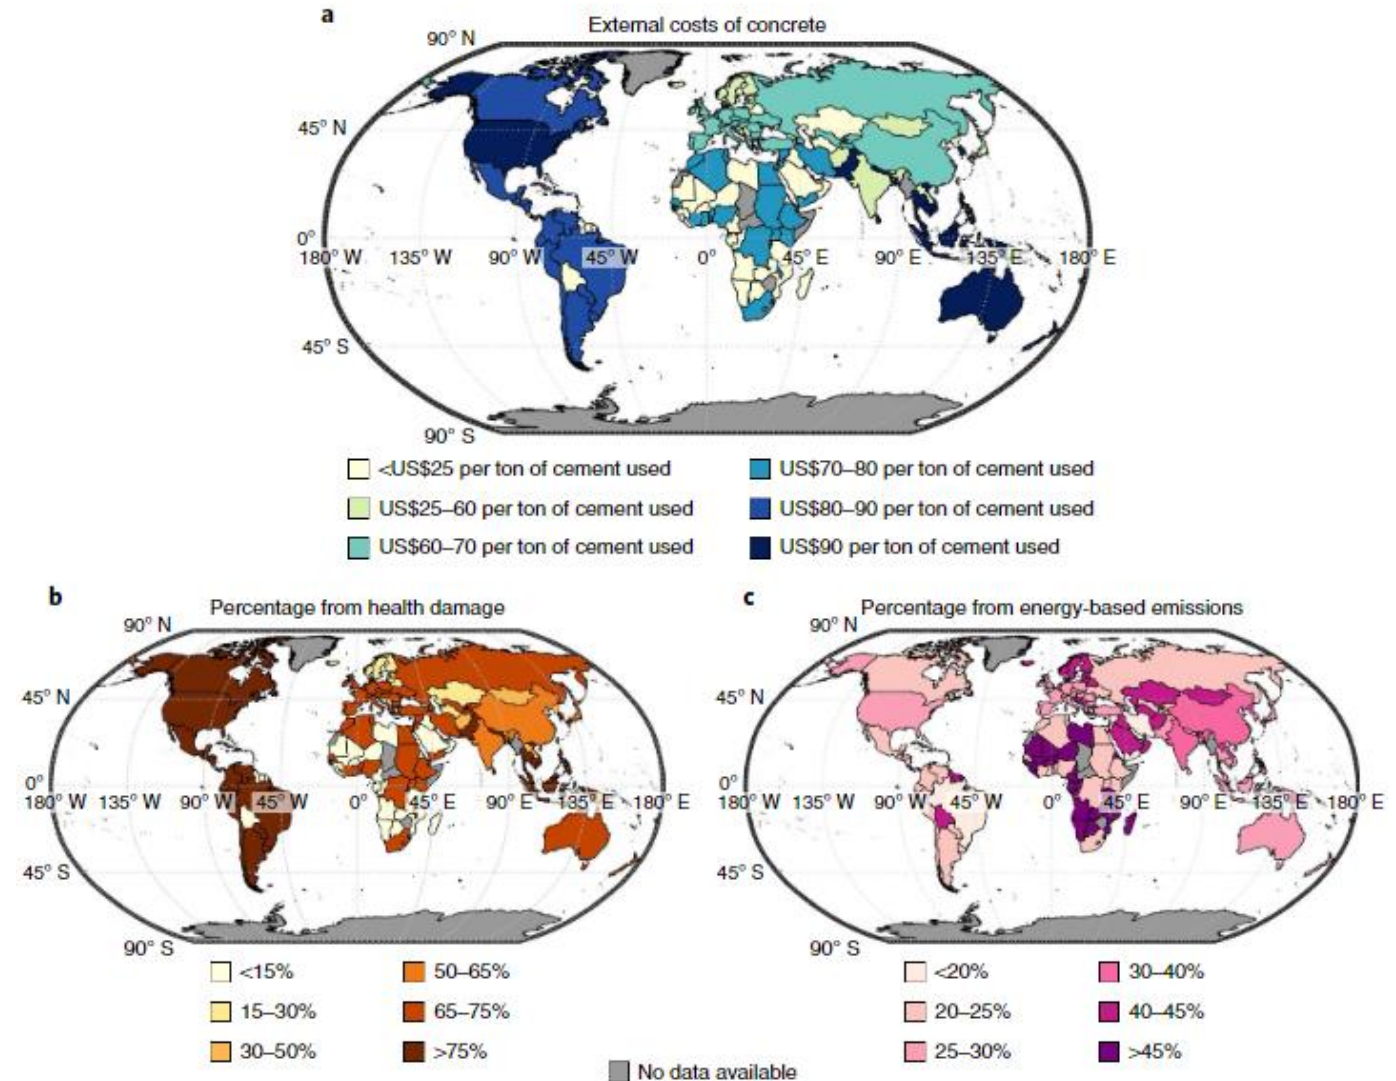 a
External costs of concrete
90° N
45° N
0°
180° W 135° W 90° W 45° W 0° 45° E 90° E 135° E 180° E
45° S
90° S
<US$25 per ton of cement used
US$70–80 per ton of cement used
US$25–60 per ton of cement used
US$80–90 per ton of cement used
US$60–70 per ton of cement used
US$90 per ton of cement used
b
Percentage from health damage
90° N
45° N
0°
180° W 135° W 90° W 45° W 0° 45° E 90° E 135° E 180° E
45° S
90° S
<15%
50–65%
15–30%
65–75%
30–50%
>75%
c
Percentage from energy-based emissions
90° N
45° N
0°
180° W 135° W 90° W 45° W 0° 45° E 90° E 135° E 180° E
45° S
90° S
<20%
30–40%
20–25%
40–45%
25–30%
>45%
No data available